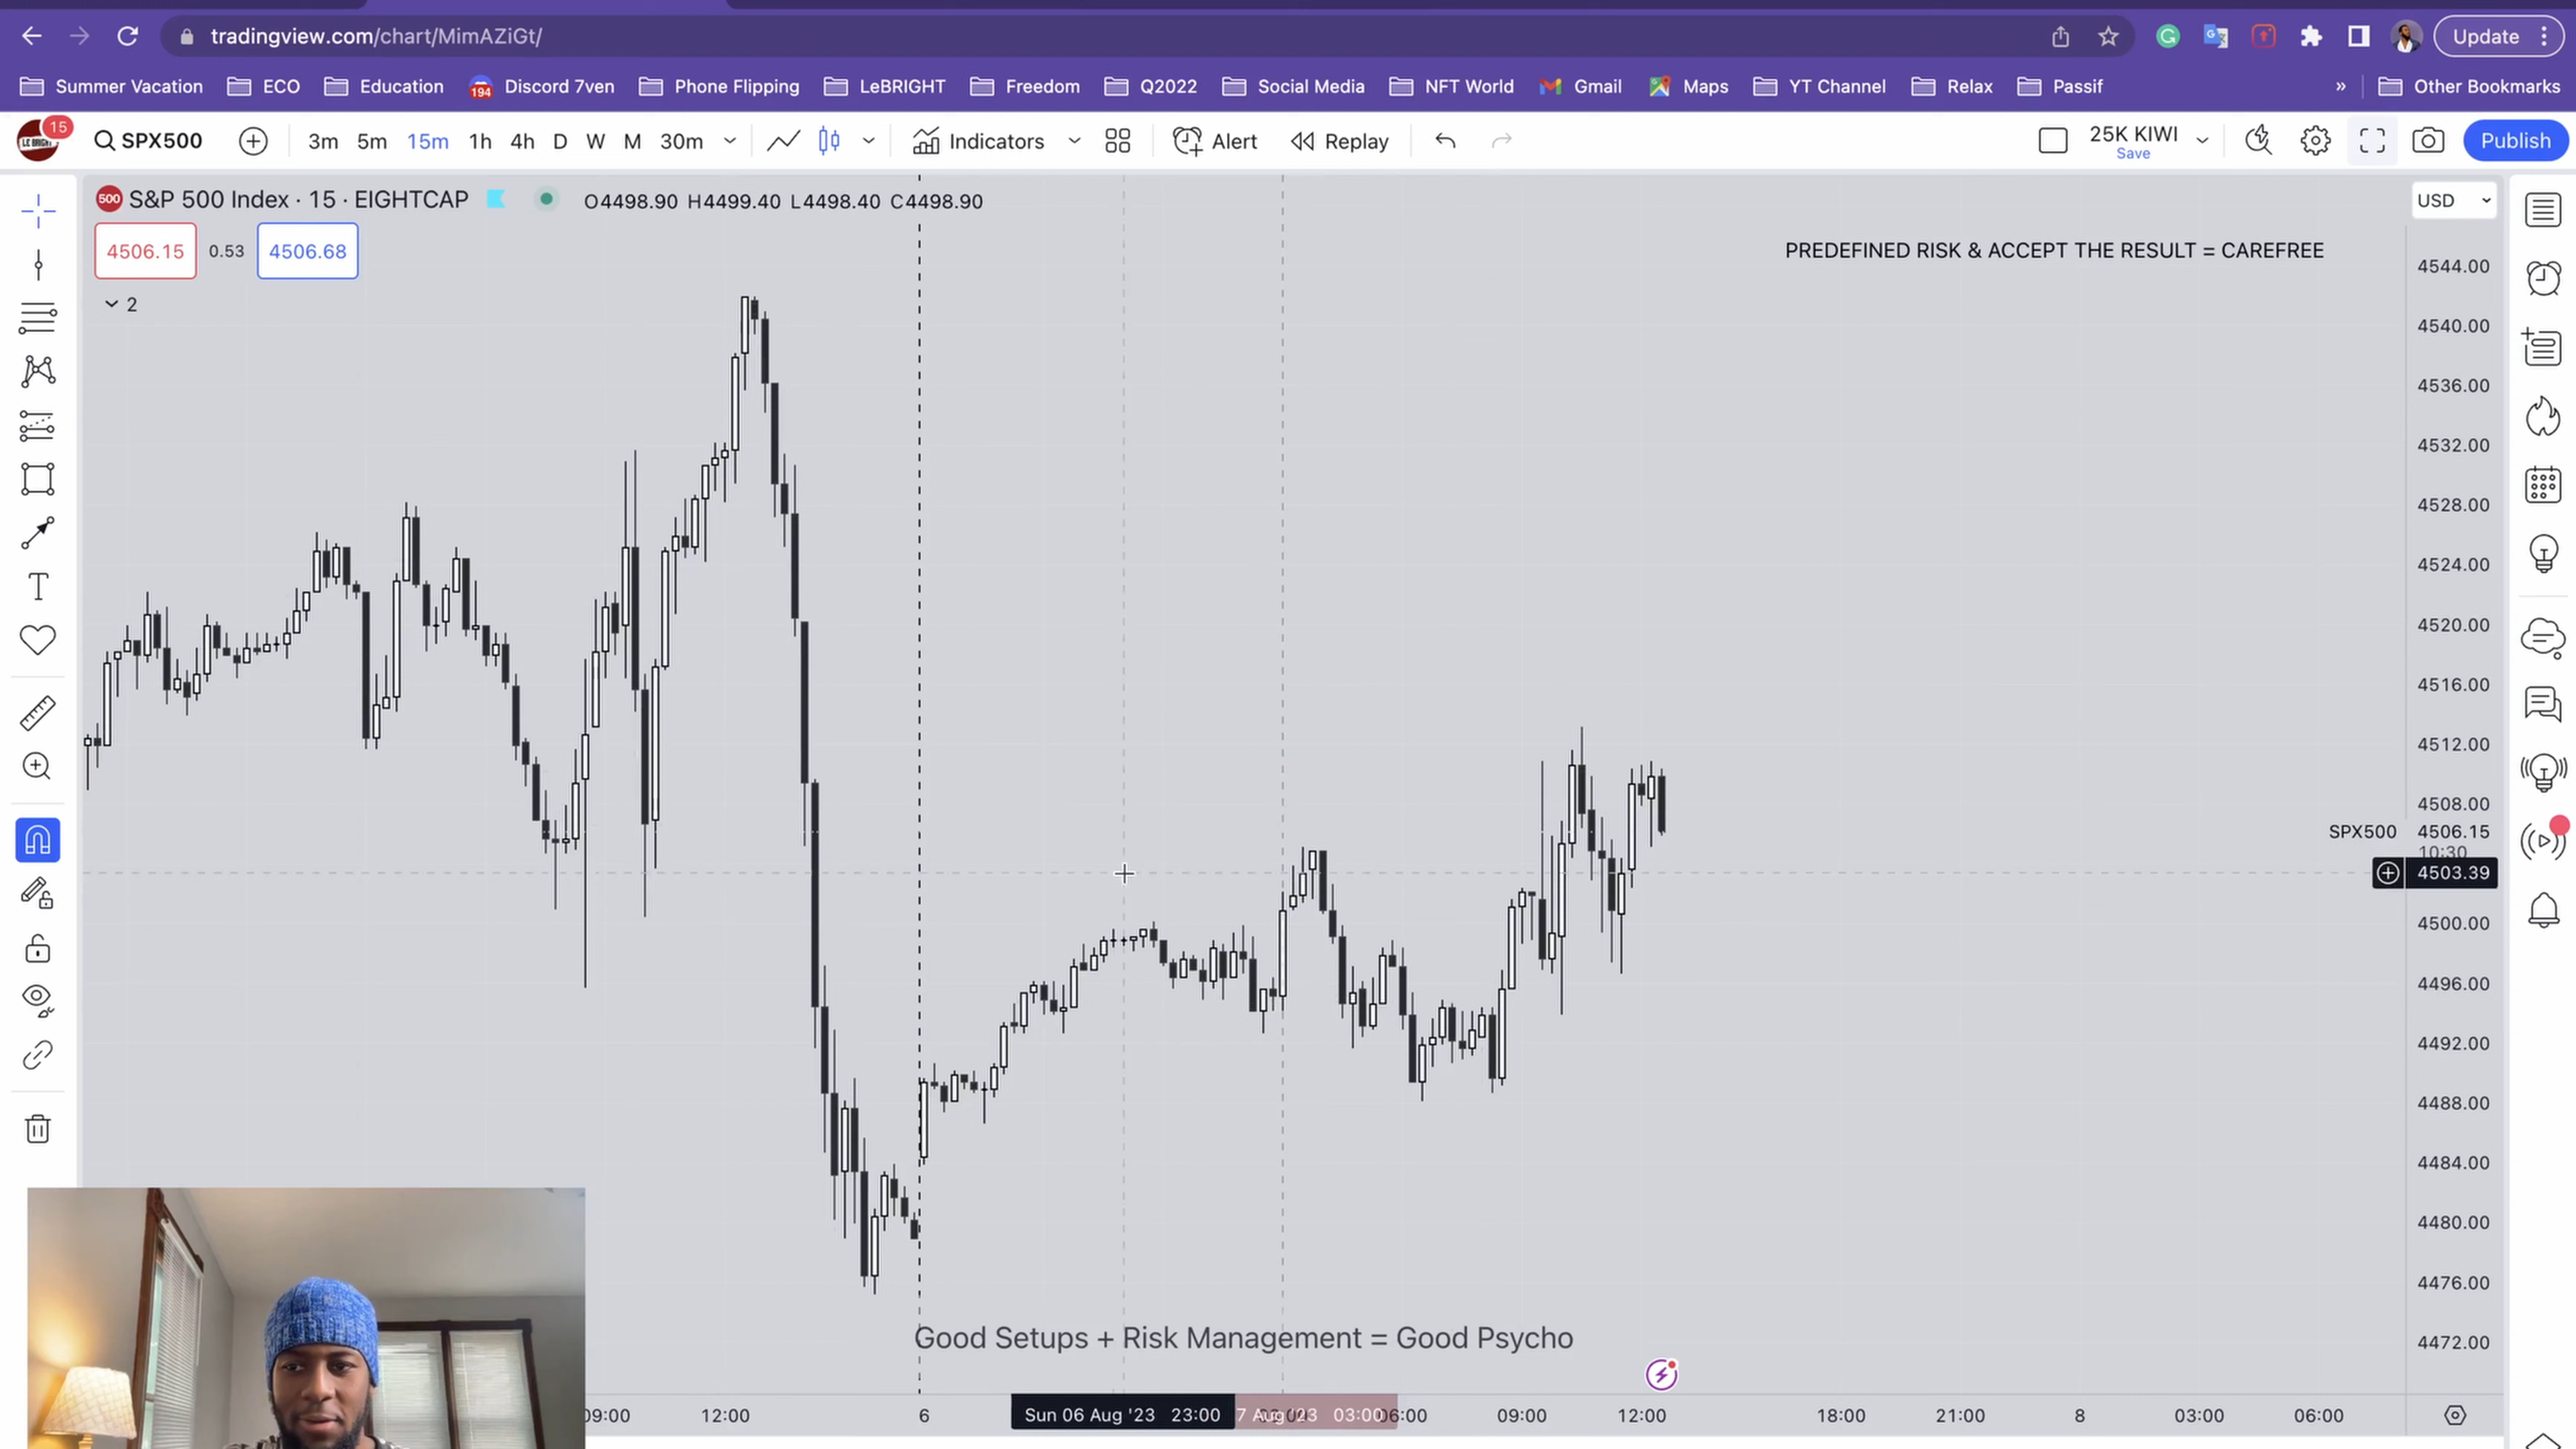 tradingview.com/chart/MimAZiGt/
Update
Summer Vacation
ECO
Education
194
Discord 7ven
Phone Flipping
LeBRIGHT
Freedom
Q2022
Social Media
NFT World
Gmail
Maps
YT Channel
Relax
Passif
»
Other Bookmarks
15
SPX500
3m 5m 15m 1h 4h D W M 30m
Indicators
Alert
Replay
25K KIWI
Save
Publish
500 S&P 500 Index · 15 · EIGHTCAP
O4498.90 H4499.40 L4498.40 C4498.90
USD
4506.15 0.53 4506.68
2
PREDEFINED RISK & ACCEPT THE RESULT = CAREFREE
4544.00
4540.00
4536.00
4532.00
4528.00
4524.00
4520.00
4516.00
4512.00
4508.00
SPX500 4506.15
10:30
4503.39
4500.00
4496.00
4492.00
4488.00
4484.00
4480.00
4476.00
4472.00
Good Setups + Risk Management = Good Psycho
09:00 12:00 6 Sun 06 Aug '23 23:00 7 Aug '23 03:00 06:00 09:00 12:00 18:00 21:00 8 03:00 06:00